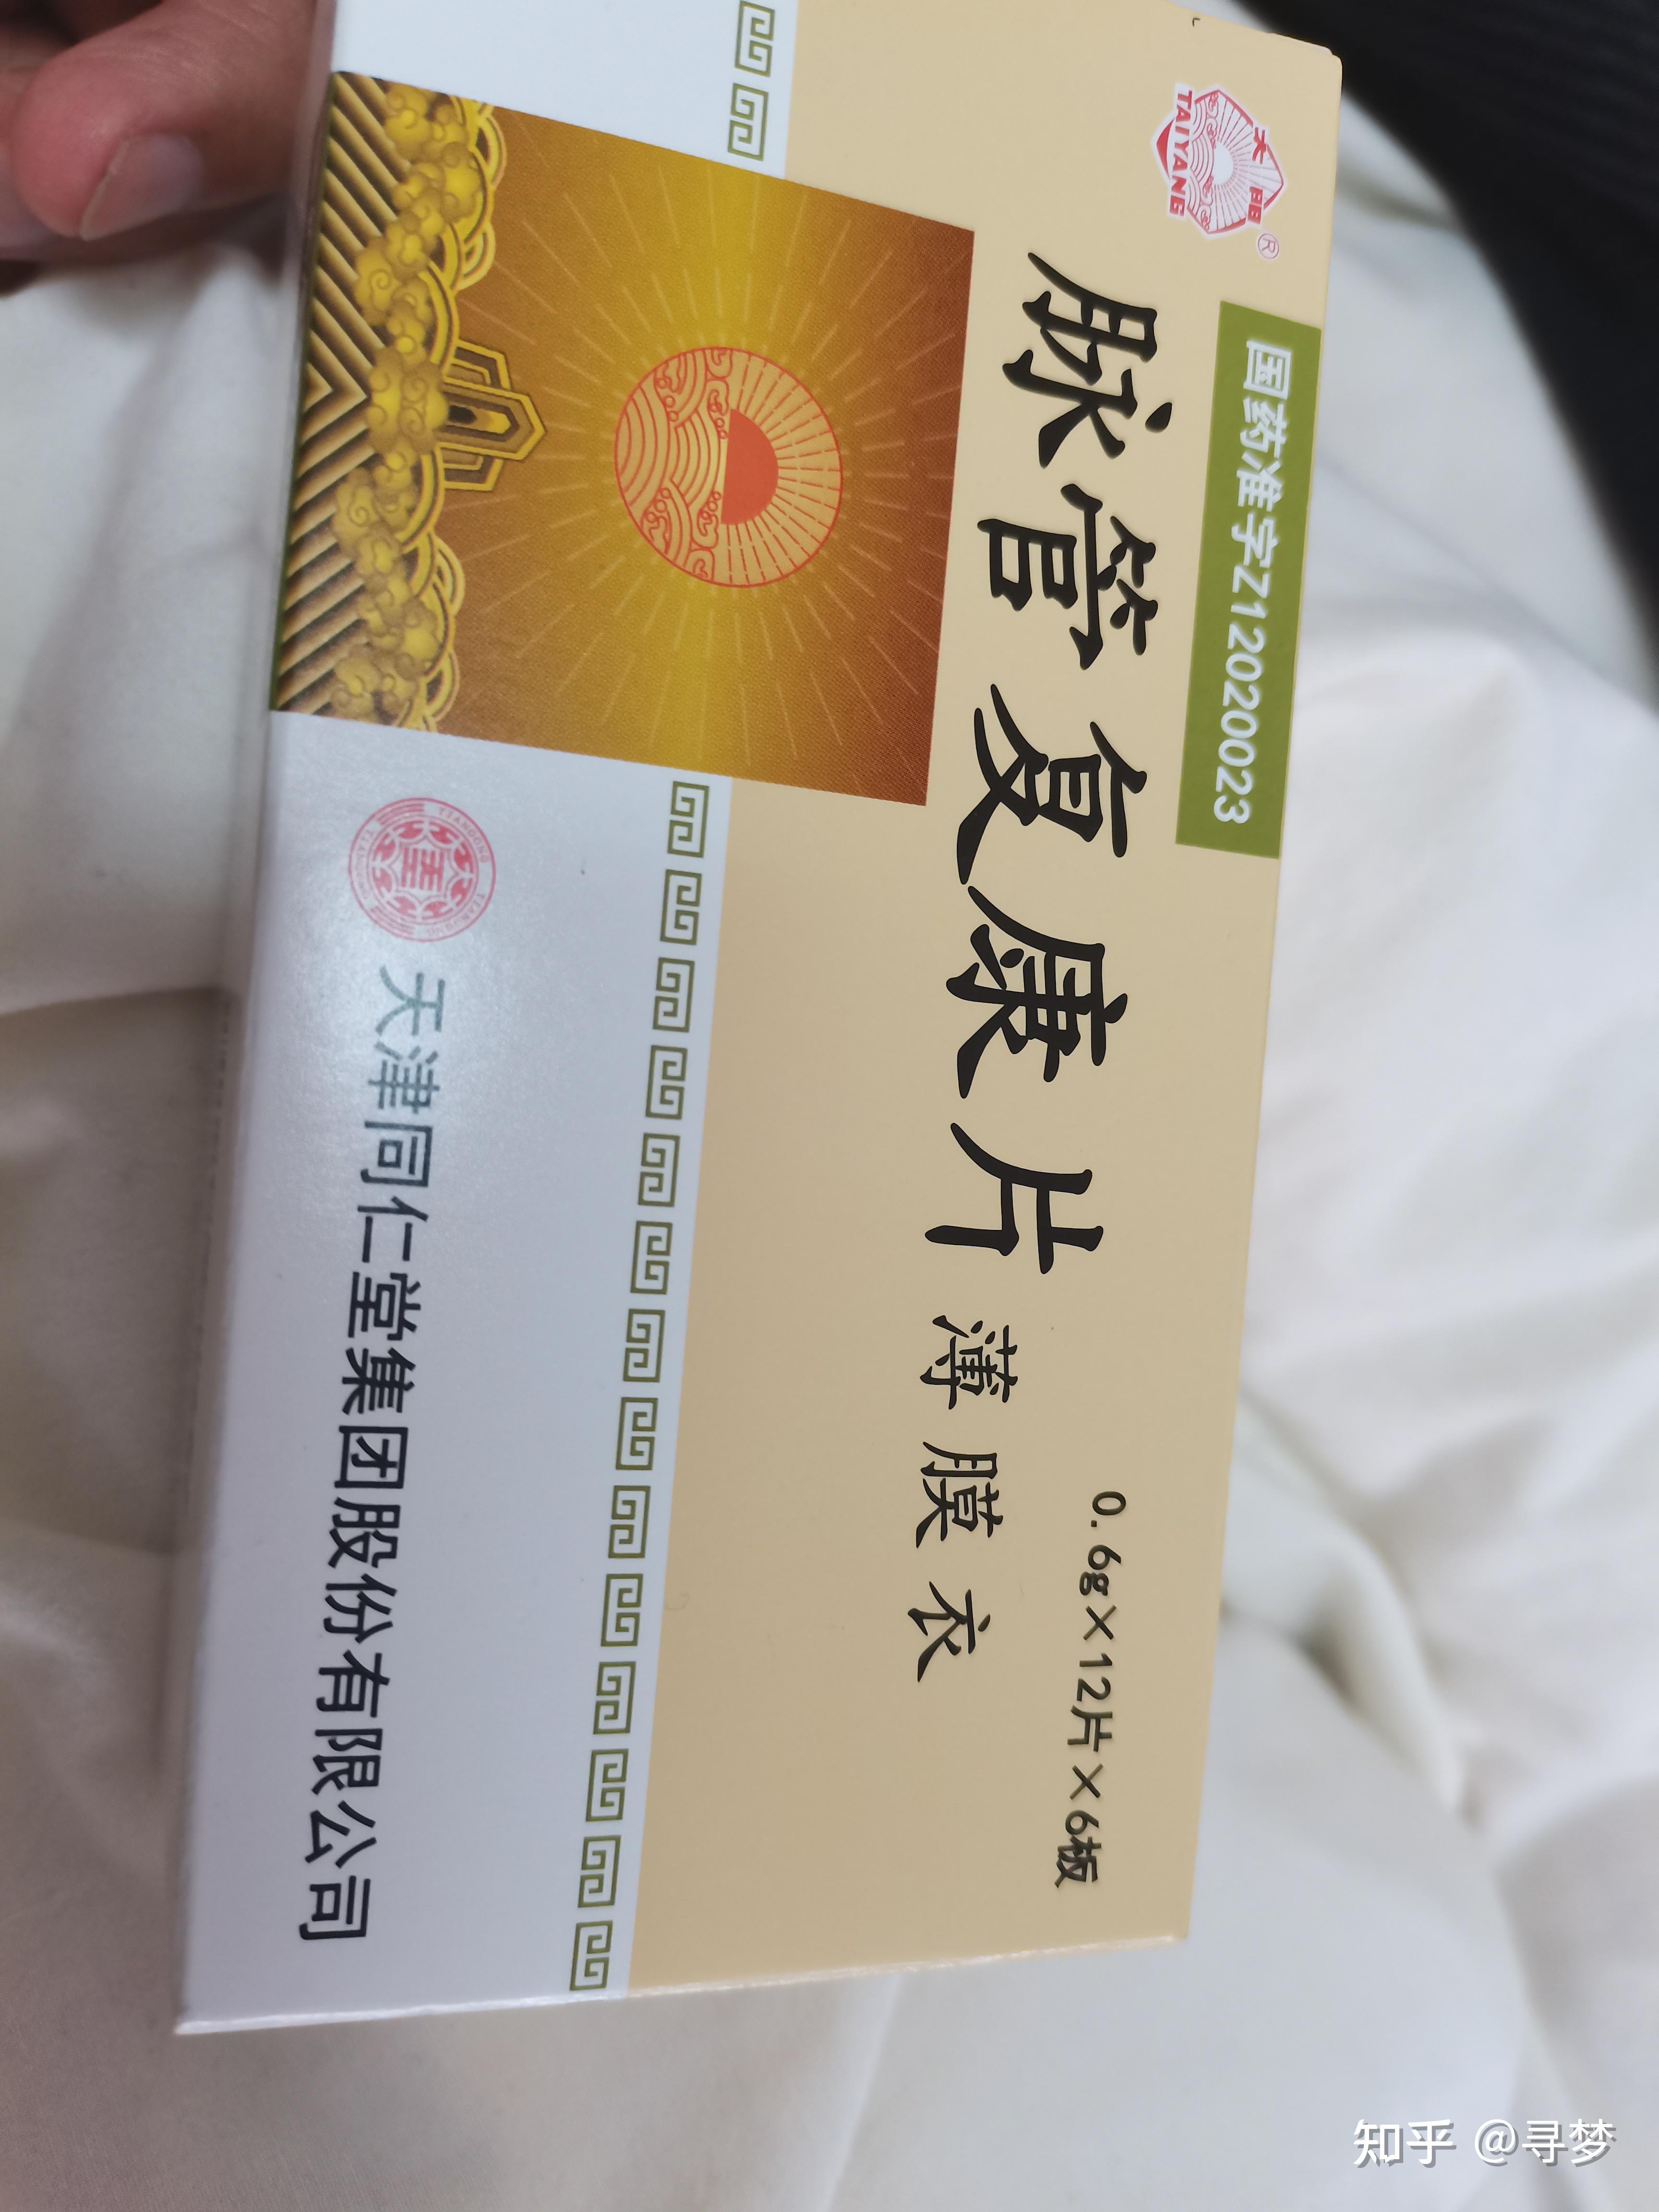 太阳
TAIYANG
®
国药准字Z12020023
脉管复康片 薄膜衣
0.6g×12片×6板
天津同仁堂集团股份有限公司
知乎 @寻梦